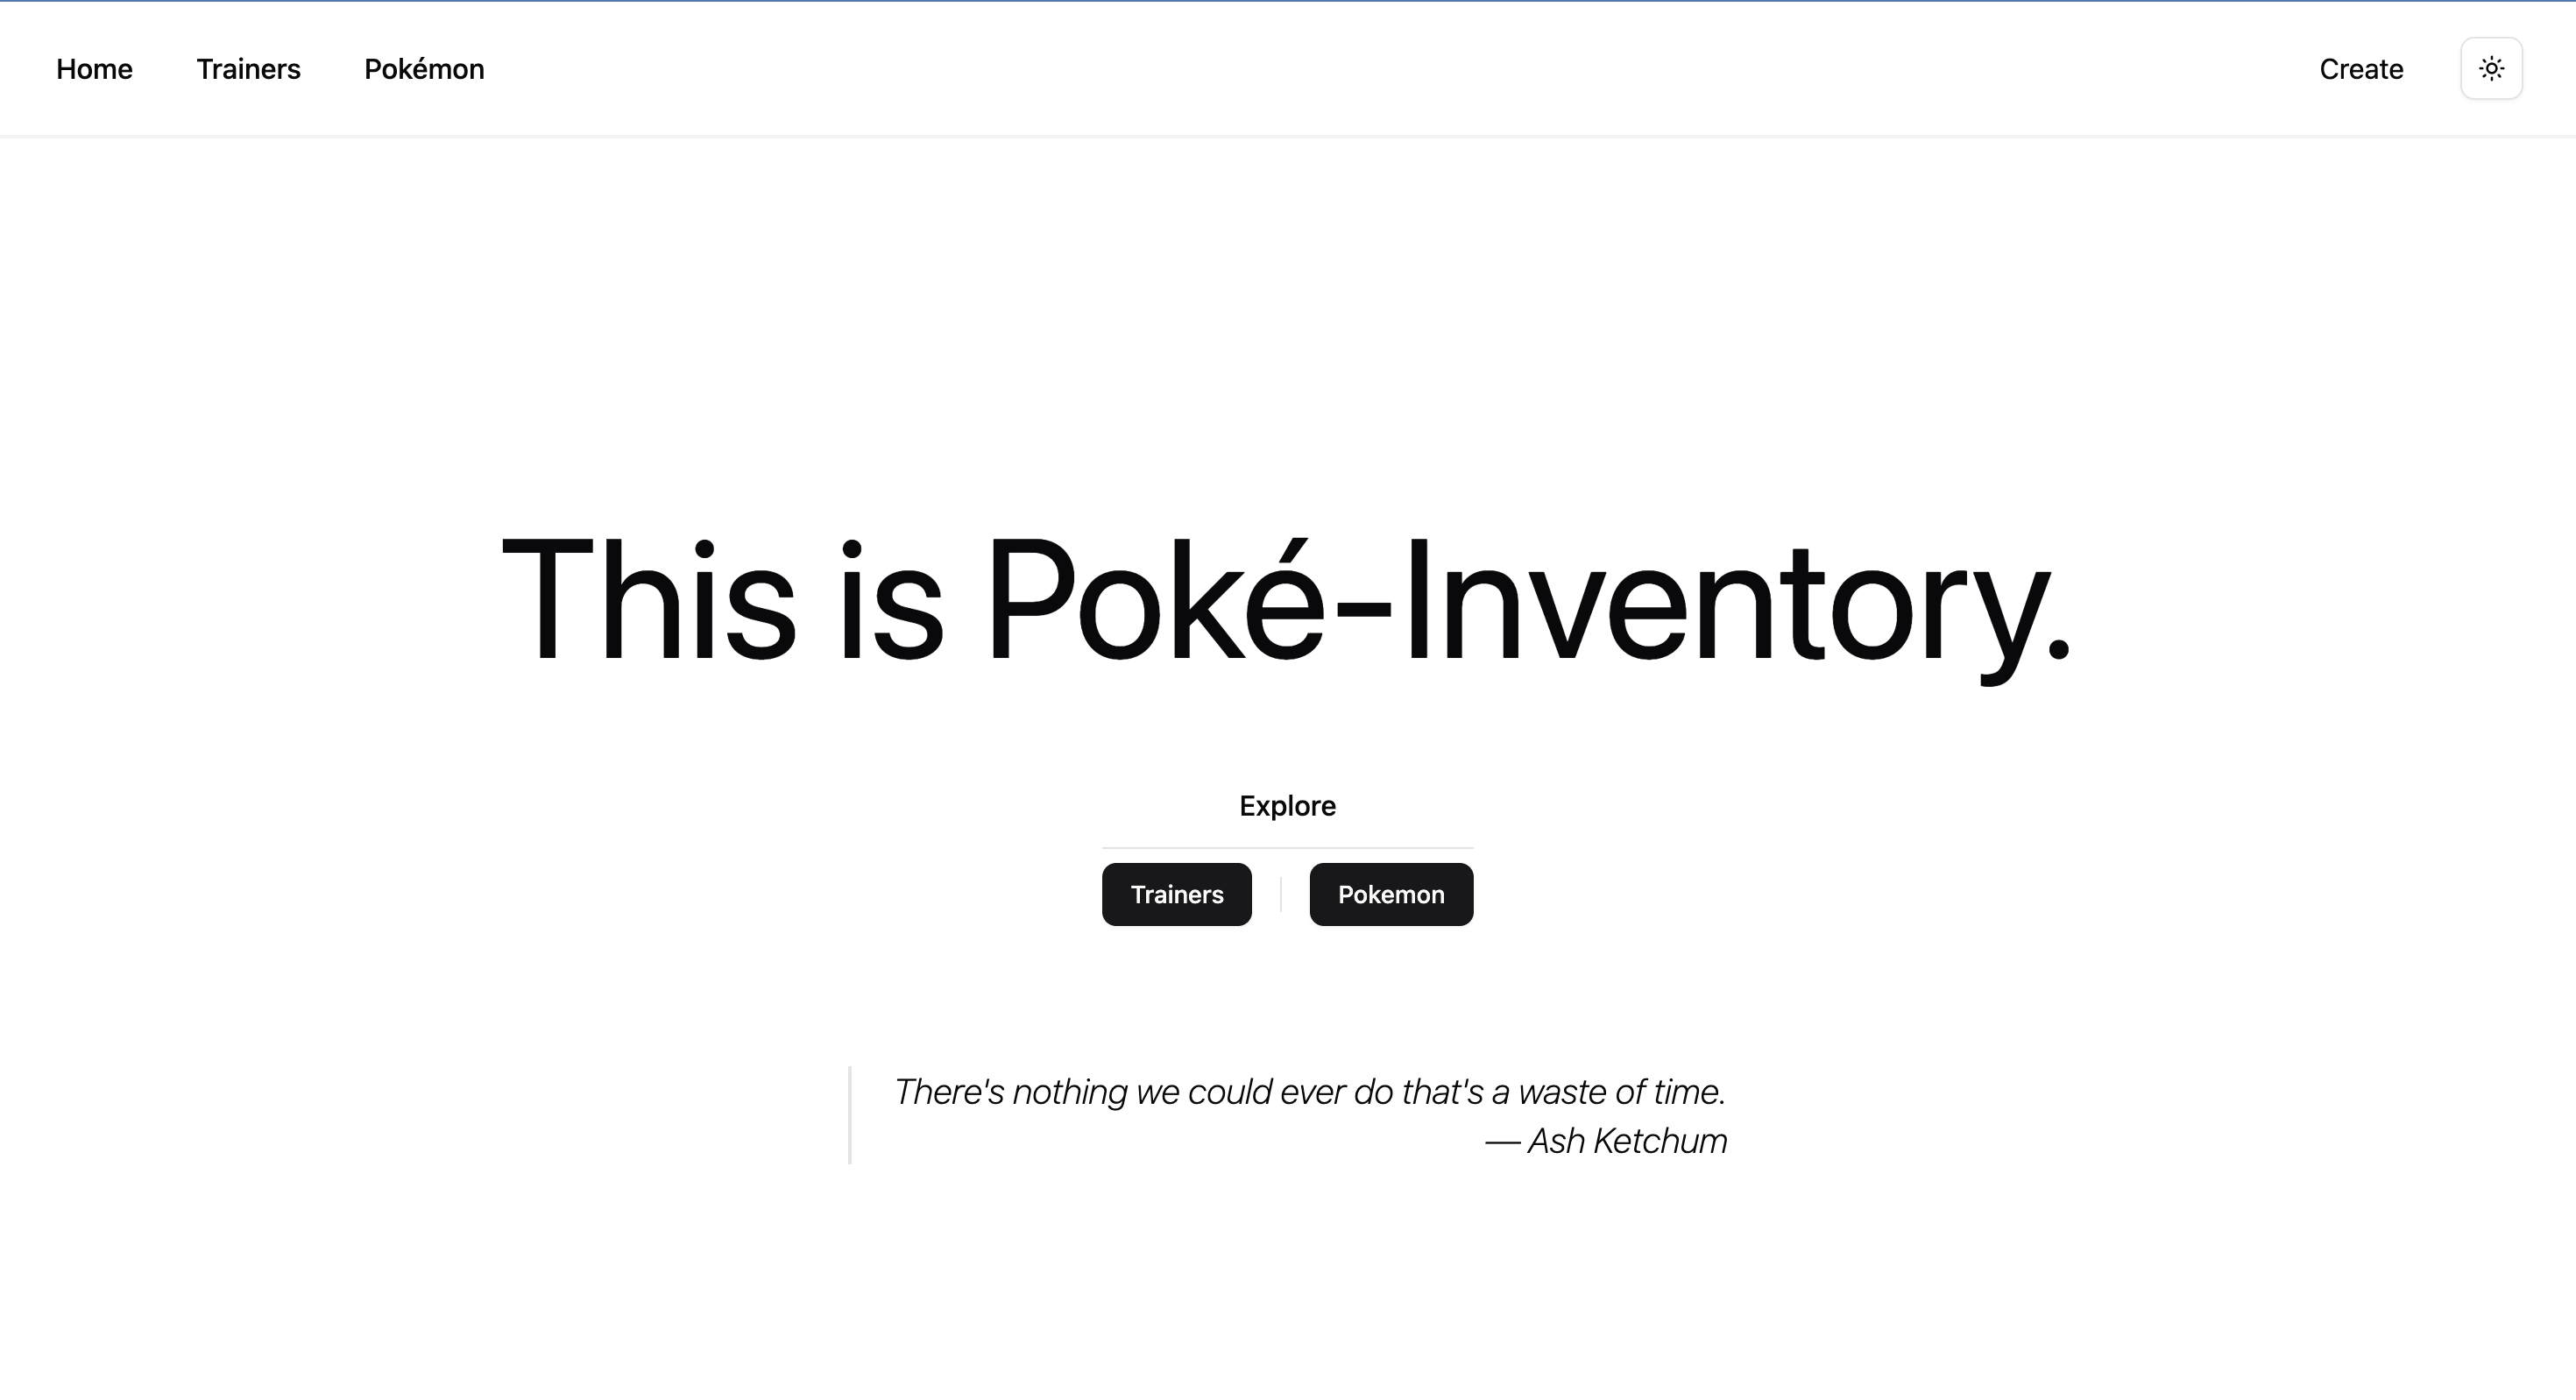 Home Trainers Pokémon Create
This is Poké-Inventory.
Explore
Trainers Pokemon
There's nothing we could ever do that's a waste of time.
— Ash Ketchum